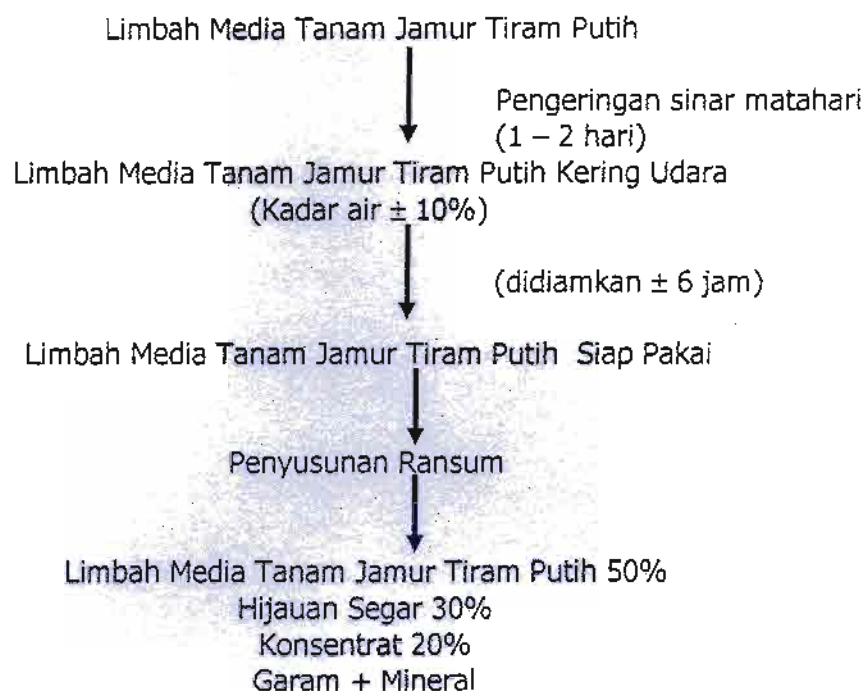 Limbah Media Tanam Jamur Tiram Putih
Pengeringan sinar matahari
(1 – 2 hari)
Limbah Media Tanam Jamur Tiram Putih Kering Udara
(Kadar air ± 10%)
(didiamkan ± 6 jam)
Limbah Media Tanam Jamur Tiram Putih Siap Pakai
Penyusunan Ransum
Limbah Media Tanam Jamur Tiram Putih 50%
Hijauan Segar 30%
Konsentrat 20%
Garam + Mineral